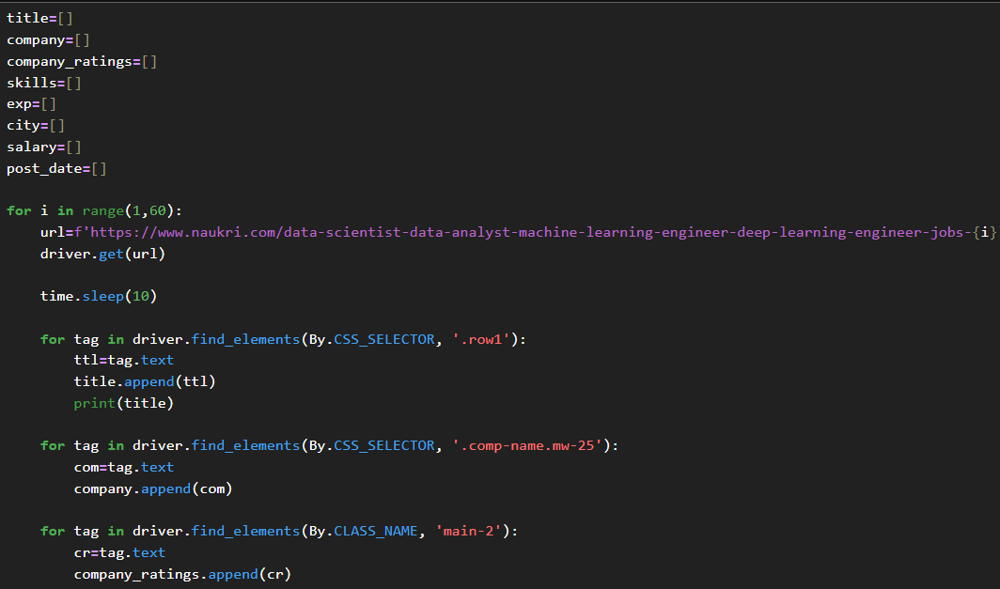 title=[]
company=[]
company_ratings=[]
skills=[]
exp=[]
city=[]
salary=[]
post_date=[]
for i in range(1,60):
    url=f'https://www.naukri.com/data-scientist-data-analyst-machine-learning-engineer-deep-learning-engineer-jobs-{i}
    driver.get(url)
    time.sleep(10)
    for tag in driver.find_elements(By.CSS_SELECTOR, '.row1'):
        ttl=tag.text
        title.append(ttl)
        print(title)
    for tag in driver.find_elements(By.CSS_SELECTOR, '.comp-name.mw-25'):
        com=tag.text
        company.append(com)
    for tag in driver.find_elements(By.CLASS_NAME, 'main-2'):
        cr=tag.text
        company_ratings.append(cr)